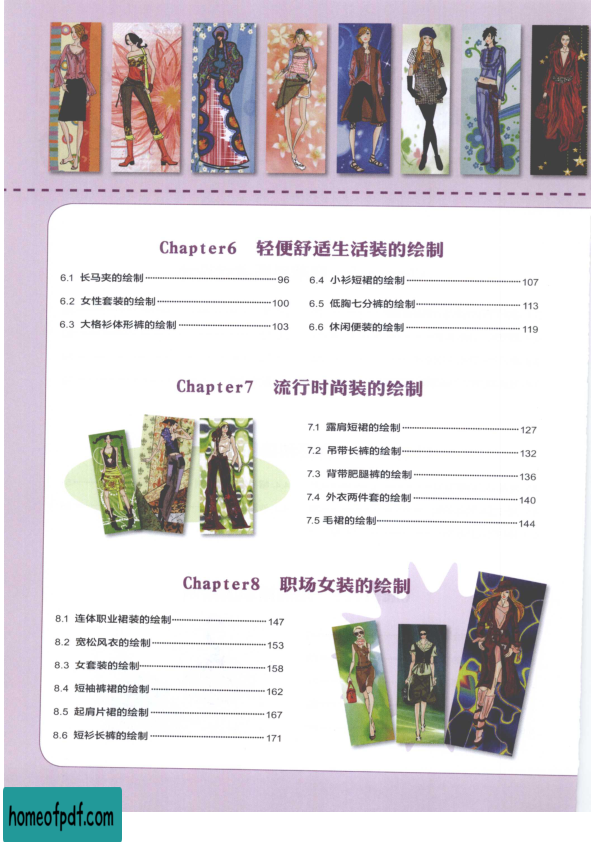 Chapter6 轻便舒适生活装的绘制
6.1 长马夹的绘制 96
6.2 女性套装的绘制 100
6.3 大格衫体形裤的绘制 103
6.4 小衫短裙的绘制 107
6.5 低胸七分裤的绘制 113
6.6 休闲便装的绘制 119
Chapter7 流行时尚装的绘制
7.1 露肩短裙的绘制 127
7.2 吊带长裤的绘制 132
7.3 背带肥腿裤的绘制 136
7.4 外衣两件套的绘制 140
7.5 毛裙的绘制 144
Chapter8 职场女装的绘制
8.1 连体职业裙装的绘制 147
8.2 宽松风衣的绘制 153
8.3 女套装的绘制 158
8.4 短袖裤裙的绘制 162
8.5 起肩片裙的绘制 167
8.6 短衫长裤的绘制 171
homeofpdf.com